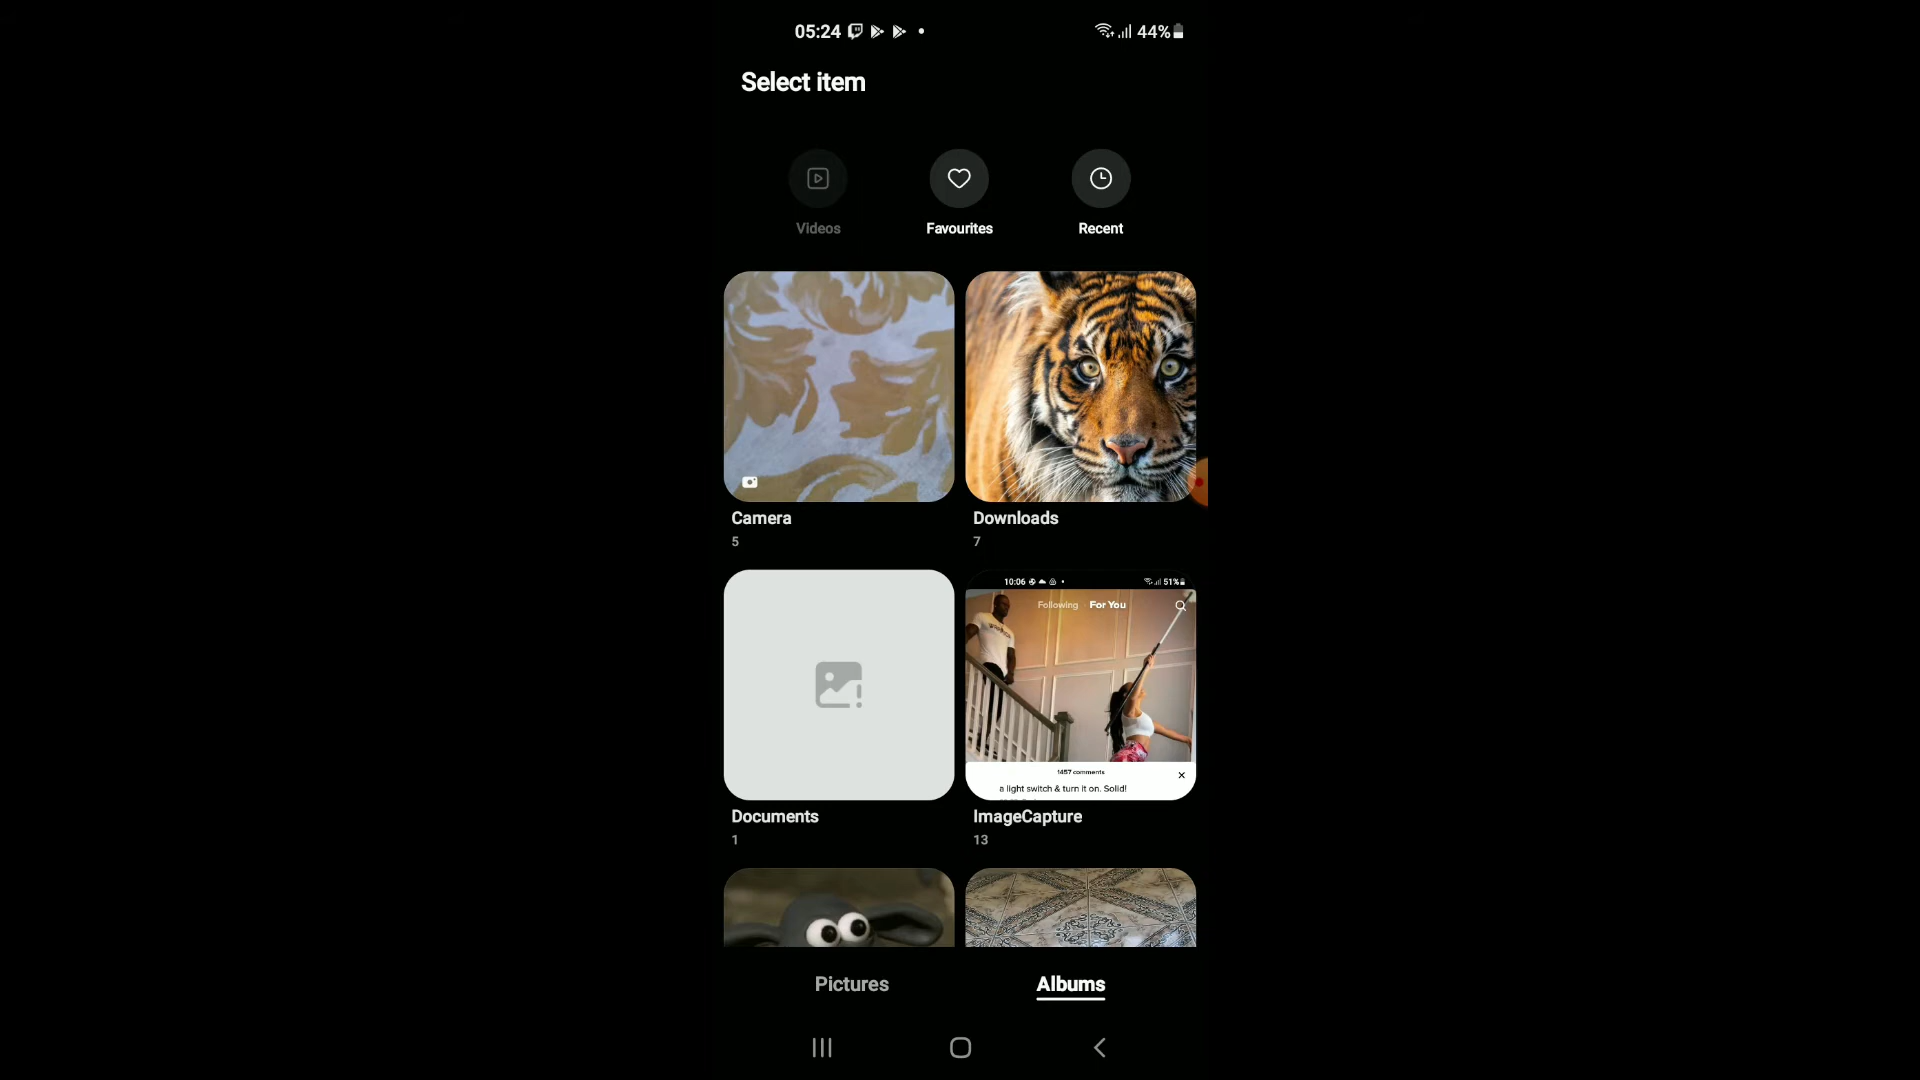 05:24
44%
Select item
Videos
Favourites
Recent
Camera
5
Downloads
7
10:06
51%
Following
For You
1457 comments
a light switch & turn it on. Solid!
Documents
1
ImageCapture
13
Pictures
Albums